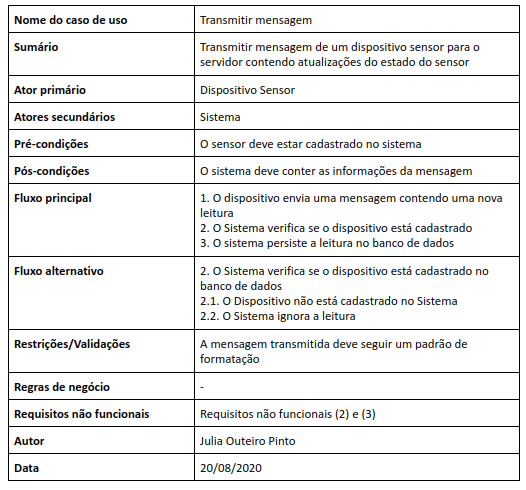 Nome do caso de uso
Transmitir mensagem
Sumário
Transmitir mensagem de um dispositivo sensor para o
servidor contendo atualizações do estado do sensor
Ator primário
Dispositivo Sensor
Atores secundários
Sistema
Pré-condições
O sensor deve estar cadastrado no sistema
Pós-condições
O sistema deve conter as informações da mensagem
Fluxo principal
1. O dispositivo envia uma mensagem contendo uma nova
leitura
2. O Sistema verifica se o dispositivo está cadastrado
3. O sistema persiste a leitura no banco de dados
Fluxo alternativo
2. O Sistema verifica se o dispositivo está cadastrado no
banco de dados
2.1. O Dispositivo não está cadastrado no Sistema
2.2. O Sistema ignora a leitura
Restrições/Validações
A mensagem transmitida deve seguir um padrão de
formatação
Regras de negócio
-
Requisitos não funcionais
Requisitos não funcionais (2) e (3)
Autor
Julia Outeiro Pinto
Data
20/08/2020